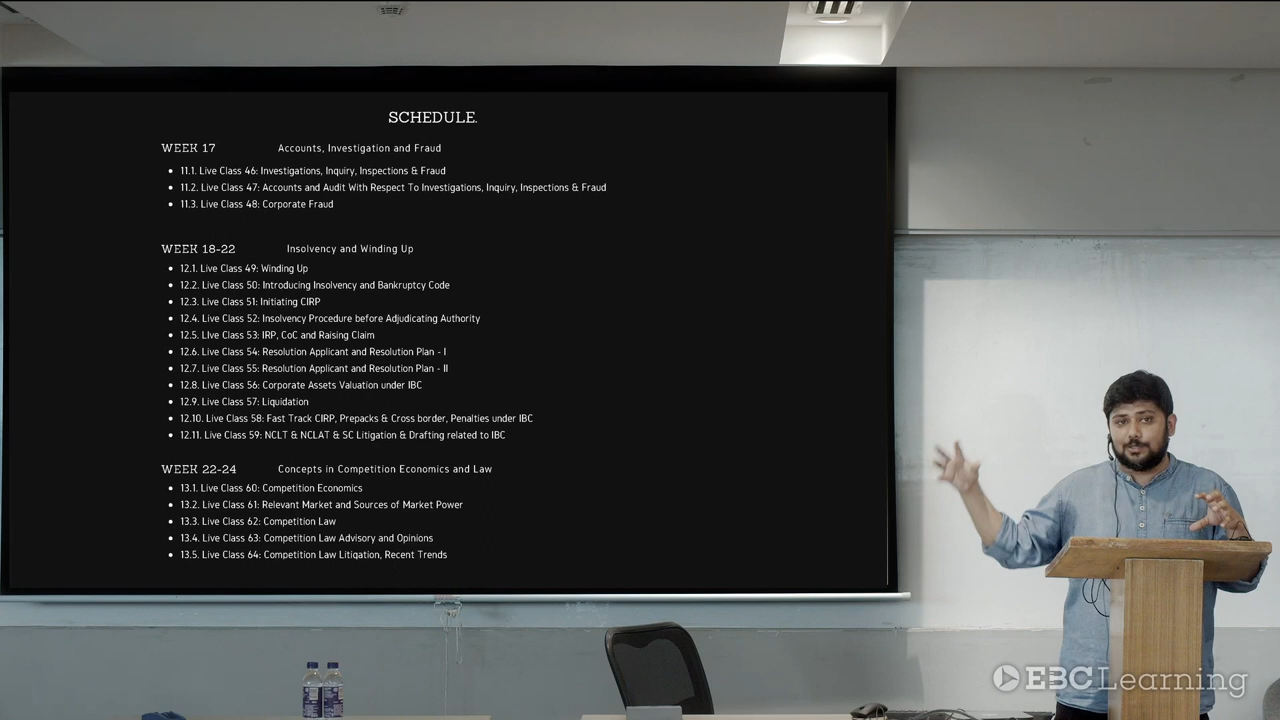 SCHEDULE.
WEEK 17 Accounts, Investigation and Fraud
• 11.1. Live Class 46: Investigations, Inquiry, Inspections & Fraud
• 11.2. Live Class 47: Accounts and Audit With Respect To Investigations, Inquiry, Inspections & Fraud
• 11.3. Live Class 48: Corporate Fraud
WEEK 18-22 Insolvency and Winding Up
• 12.1. Live Class 49: Winding Up
• 12.2. Live Class 50: Introducing Insolvency and Bankruptcy Code
• 12.3. Live Class 51: Initiating CIRP
• 12.4. Live Class 52: Insolvency Procedure before Adjudicating Authority
• 12.5. LIve Class 53: IRP, CoC and Raising Claim
• 12.6. Live Class 54: Resolution Applicant and Resolution Plan - I
• 12.7. Live Class 55: Resolution Applicant and Resolution Plan - II
• 12.8. Live Class 56: Corporate Assets Valuation under IBC
• 12.9. Live Class 57: Liquidation
• 12.10. Live Class 58: Fast Track CIRP, Prepacks & Cross border, Penalties under IBC
• 12.11. Live Class 59: NCLT & NCLAT & SC Litigation & Drafting related to IBC
WEEK 22-24 Concepts in Competition Economics and Law
• 13.1. Live Class 60: Competition Economics
• 13.2. Live Class 61: Relevant Market and Sources of Market Power
• 13.3. Live Class 62: Competition Law
• 13.4. Live Class 63: Competition Law Advisory and Opinions
• 13.5. Live Class 64: Competition Law Litigation, Recent Trends
EBC Learning